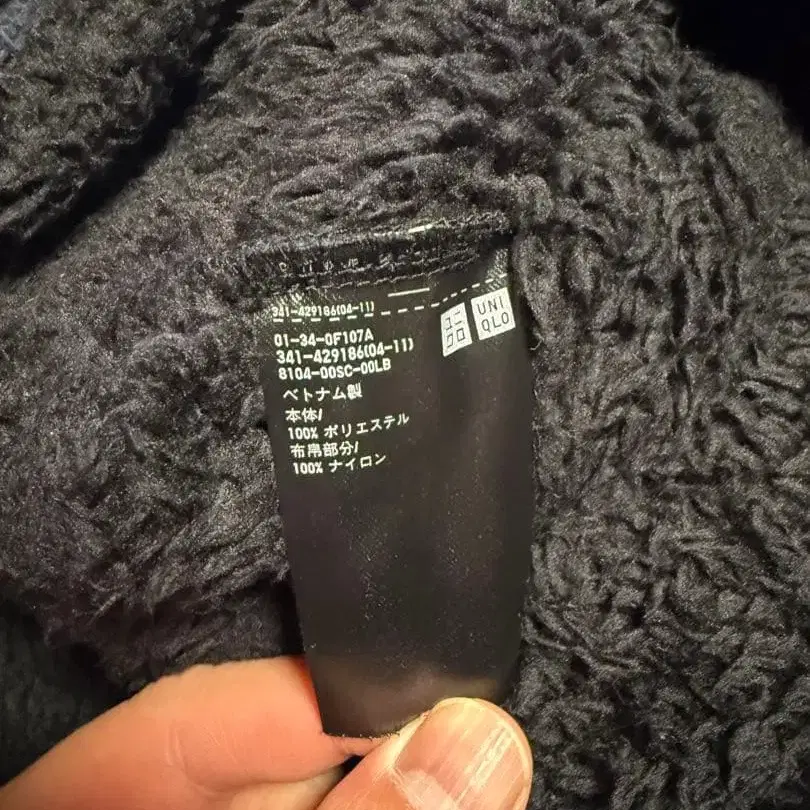 341-429186(04-11)
ユニ
クロ
UNI
QLO
01-34-0F107A
341-429186(04-11)
8104-00SC-00LB
ベトナム製
本体/
100% ポリエステル
布帛部分/
100% ナイロン